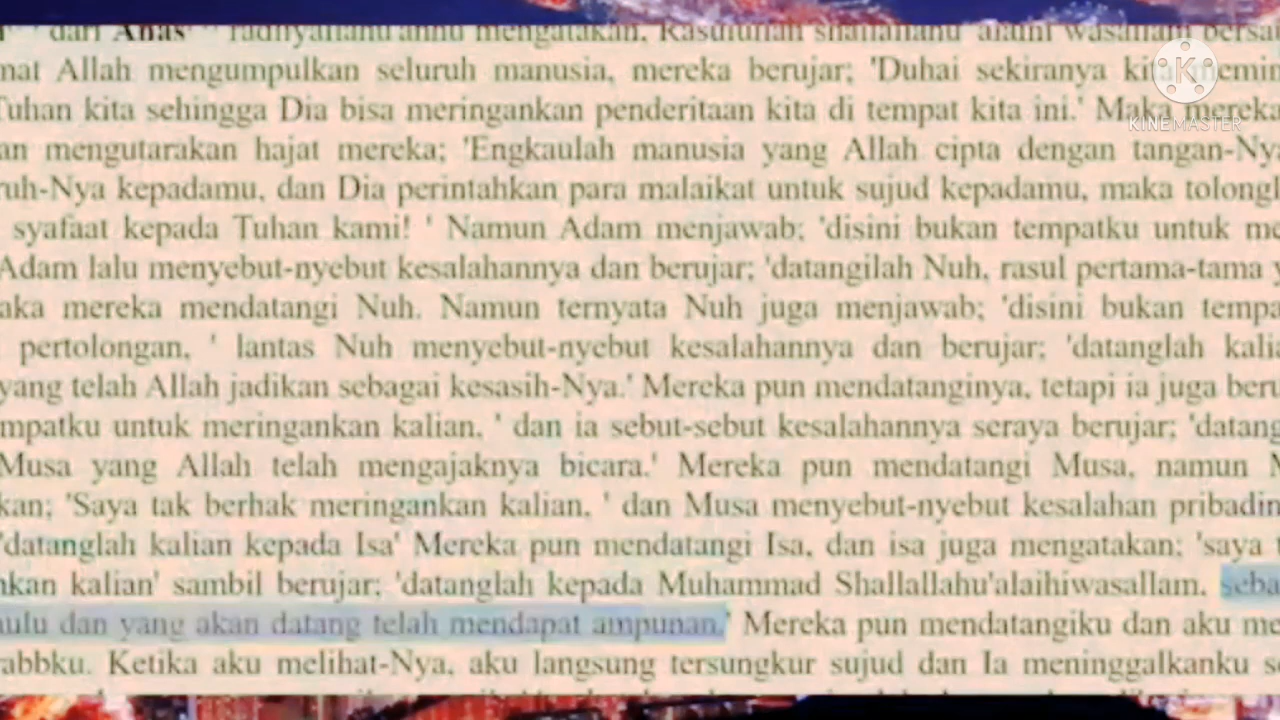 dari Anas radhyallahu'anhu mengatakan, Rasulullah shallallahu 'alaihi wasallam
mat Allah mengumpulkan seluruh manusia, mereka berujar; 'Duhai sekiranya
Tuhan kita sehingga Dia bisa meringankan penderitaan kita di tempat kita ini.' Maka mereka
an mengutarakan hajat mereka; 'Engkaulah manusia yang Allah cipta dengan tangan-Ny
ruh-Nya kepadamu, dan Dia perintahkan para malaikat untuk sujud kepadamu, maka tolongl
syafaat kepada Tuhan kami! ' Namun Adam menjawab; 'disini bukan tempatku untuk me
Adam lalu menyebut-nyebut kesalahannya dan berujar; 'datangilah Nuh, rasul pertama-tama
aka mereka mendatangi Nuh. Namun ternyata Nuh juga menjawab; 'disini bukan tempa
pertolongan, ' lantas Nuh menyebut-nyebut kesalahannya dan berujar; 'datanglah kalia
yang telah Allah jadikan sebagai kesasih-Nya.' Mereka pun mendatanginya, tetapi ia juga beru
mpatku untuk meringankan kalian, ' dan ia sebut-sebut kesalahannya seraya berujar; 'datang
Musa yang Allah telah mengajaknya bicara.' Mereka pun mendatangi Musa, namun M
kan; 'Saya tak berhak meringankan kalian, ' dan Musa menyebut-nyebut kesalahan pribadin
'datanglah kalian kepada Isa' Mereka pun mendatangi Isa, dan isa juga mengatakan; 'saya
nkan kalian' sambil berujar; 'datanglah kepada Muhammad Shallallahu'alaihiwasallam, seba
hulu dan yang akan datang telah mendapat ampunan.' Mereka pun mendatangiku dan aku me
rabbku. Ketika aku melihat-Nya, aku langsung tersungkur sujud dan Ia meninggalkanku se
K
KINEMASTER